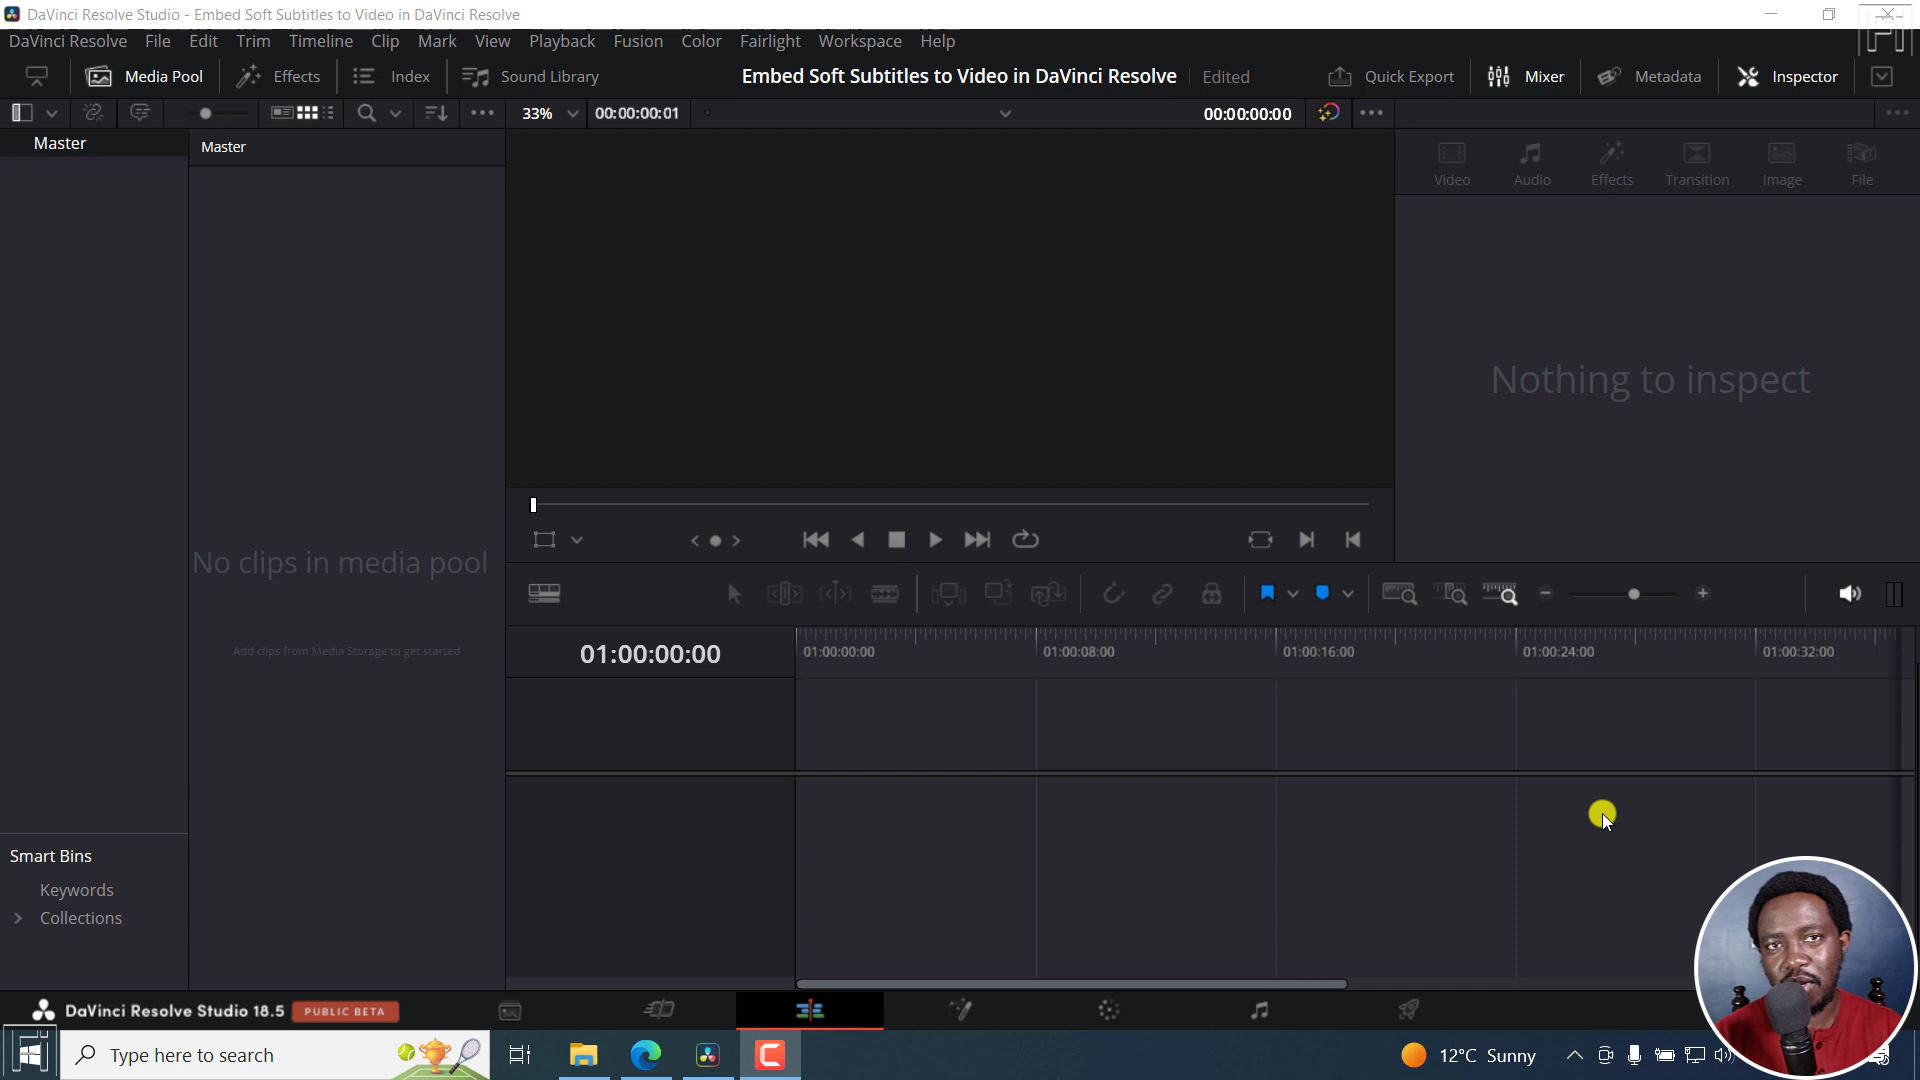 DaVinci Resolve Studio - Embed Soft Subtitles to Video in DaVinci Resolve
DaVinci Resolve File Edit Trim Timeline Clip Mark View Playback Fusion Color Fairlight Workspace Help
Media Pool Effects Index Sound Library Embed Soft Subtitles to Video in DaVinci Resolve Edited Quick Export Mixer Metadata Inspector
33% 00:00:00:01 00:00:00:00
Master Master
Video Audio Effects Transition Image File
Nothing to inspect
No clips in media pool
Add clips from Media Storage to get started
01:00:00:00 01:00:00:00 01:00:08:00 01:00:16:00 01:00:24:00 01:00:32:00
Smart Bins
Keywords
Collections
DaVinci Resolve Studio 18.5 PUBLIC BETA
Type here to search 12°C Sunny